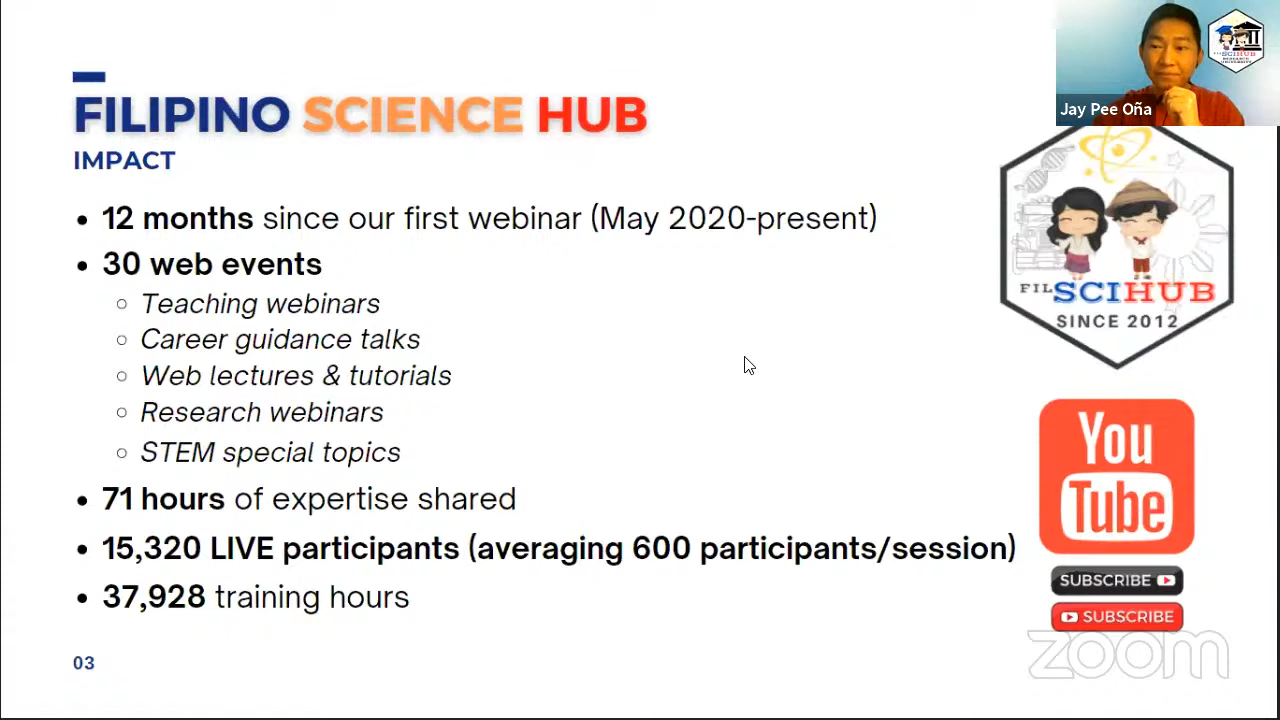 FILIPINO SCIENCE HUB
IMPACT
• 12 months since our first webinar (May 2020-present)
• 30 web events
○ Teaching webinars
○ Career guidance talks
○ Web lectures & tutorials
○ Research webinars
○ STEM special topics
• 71 hours of expertise shared
• 15,320 LIVE participants (averaging 600 participants/session)
• 37,928 training hours
03
Jay Pee Oña
FIL SCIHUB
SINCE 2012
You
Tube
SUBSCRIBE
SUBSCRIBE
zoom